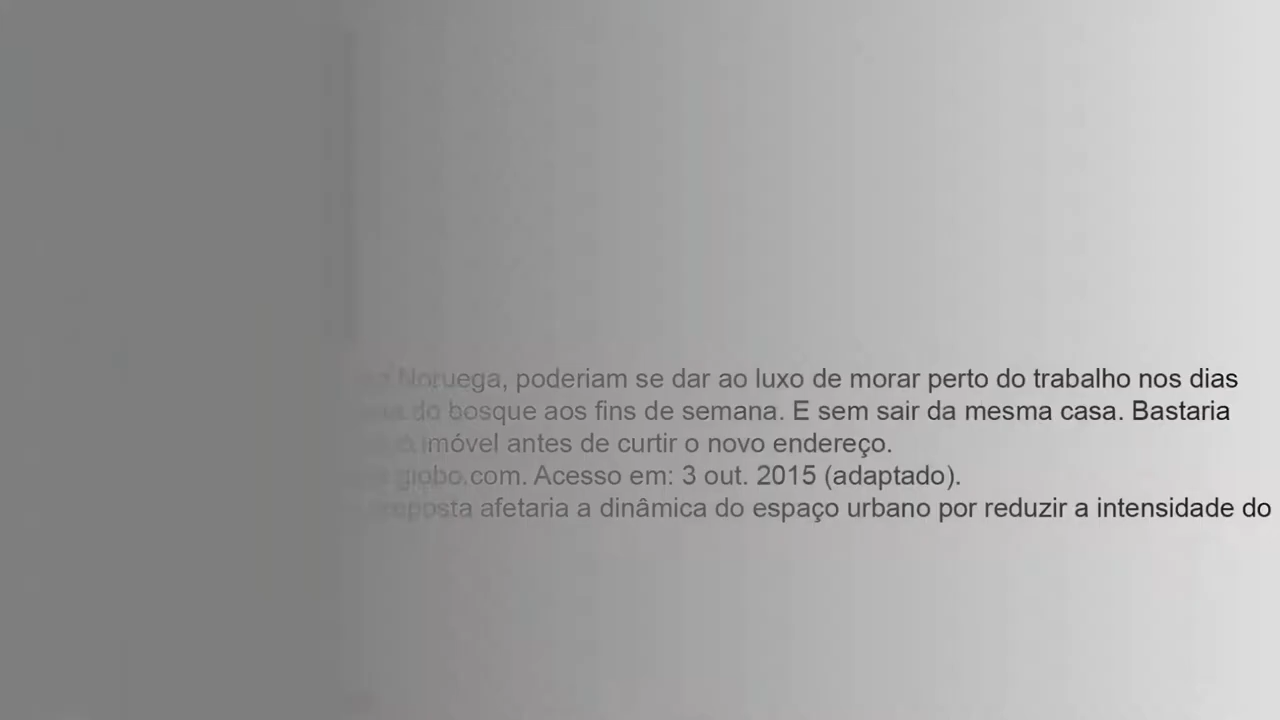 Noruega, poderiam se dar ao luxo de morar perto do trabalho nos dias
do bosque aos fins de semana. E sem sair da mesma casa. Bastaria
o imóvel antes de curtir o novo endereço.
globo.com. Acesso em: 3 out. 2015 (adaptado).
proposta afetaria a dinâmica do espaço urbano por reduzir a intensidade do